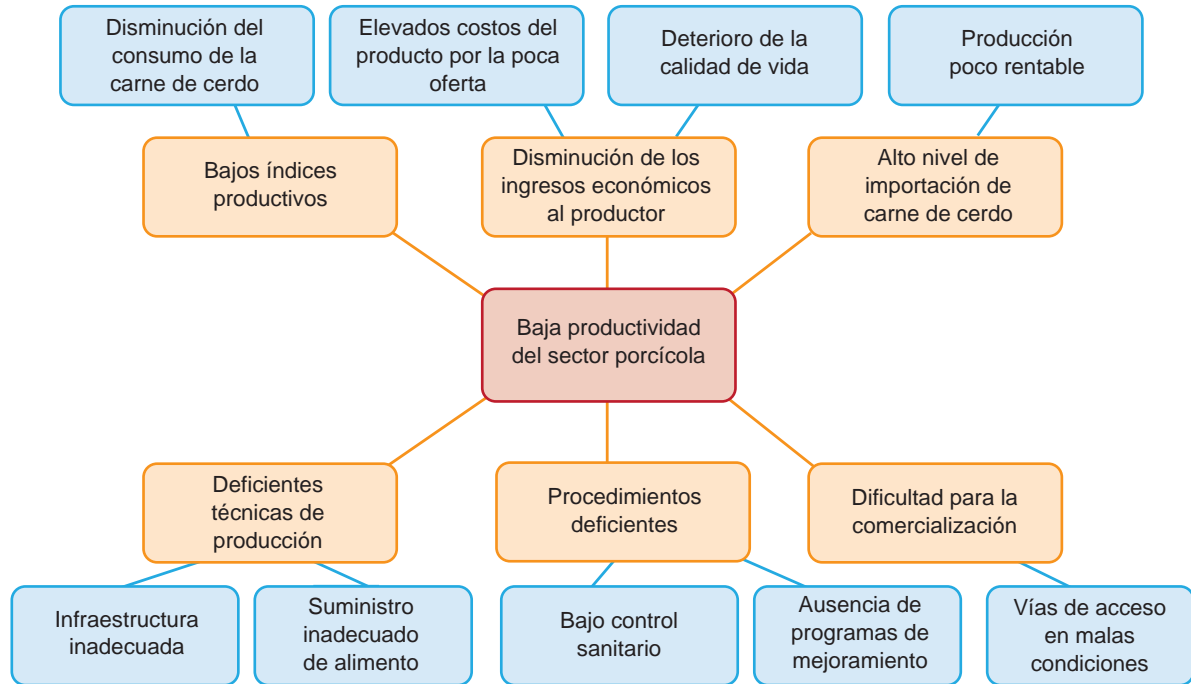 Disminución del
consumo de la
carne de cerdo
Elevados costos del
producto por la poca
oferta
Deterioro de la
calidad de vida
Producción
poco rentable
Bajos índices
productivos
Disminución de los
ingresos económicos
al productor
Alto nivel de
importación de
carne de cerdo
Baja productividad
del sector porcícola
Deficientes
técnicas de
producción
Procedimientos
deficientes
Dificultad para la
comercialización
Infraestructura
inadecuada
Suministro
inadecuado
de alimento
Bajo control
sanitario
Ausencia de
programas de
mejoramiento
Vías de acceso
en malas
condiciones